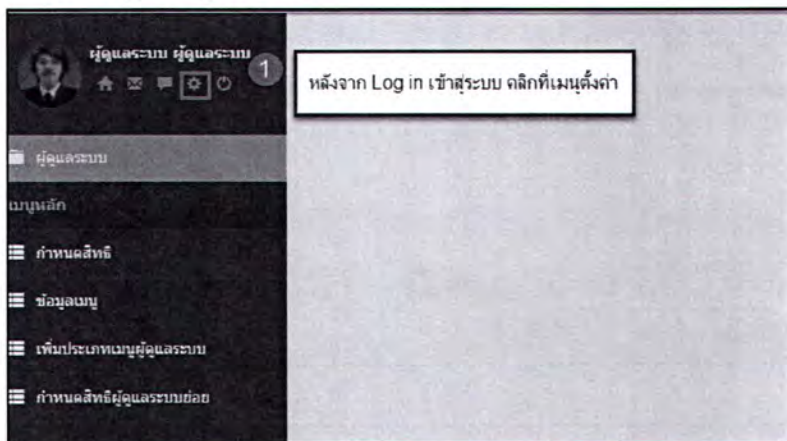 ผู้ดูแลระบบ ผู้ดูแลระบบ
1
หลังจาก Log in เข้าสู่ระบบ คลิกที่เมนูตั้งค่า
ผู้ดูแลระบบ
เมนูหลัก
กำหนดสิทธิ
ข้อมูลเมนู
เพิ่มประเภทเมนูผู้ดูแลระบบ
กำหนดสิทธิผู้ดูแลระบบย่อย